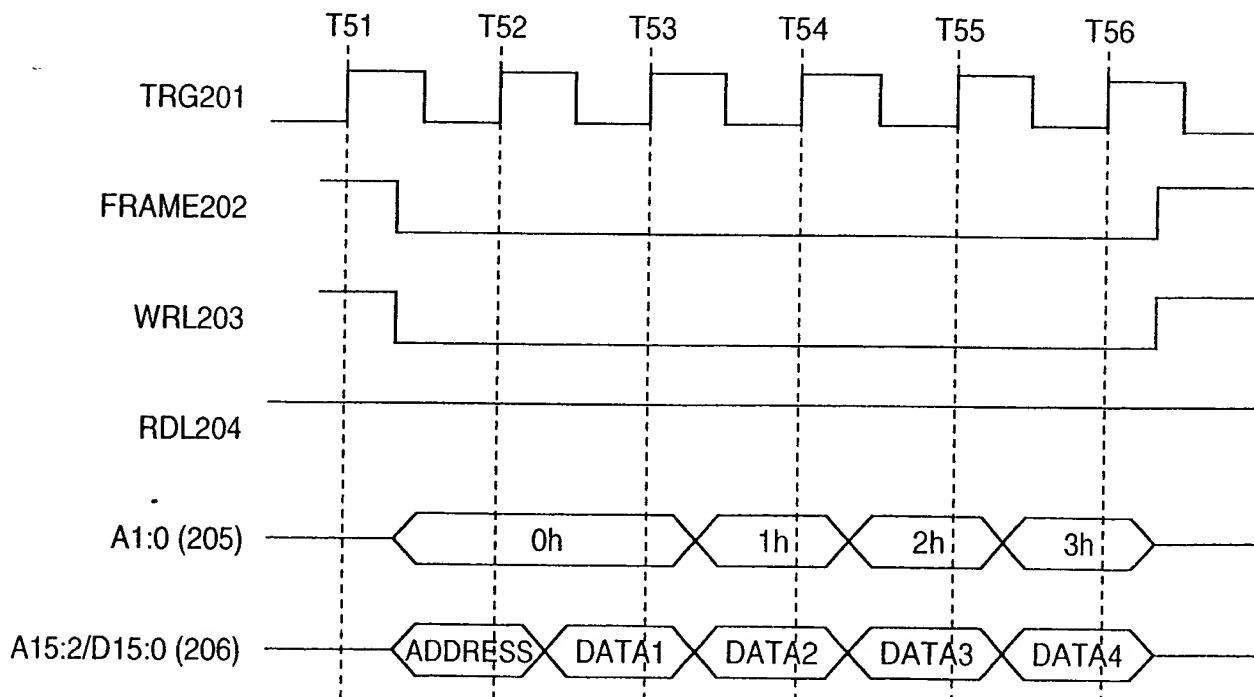 T51 T52 T53 T54 T55 T56
TRG201
FRAME202
WRL203
RDL204
A1:0 (205) 0h 1h 2h 3h
A15:2/D15:0 (206) ADDRESS DATA1 DATA2 DATA3 DATA4